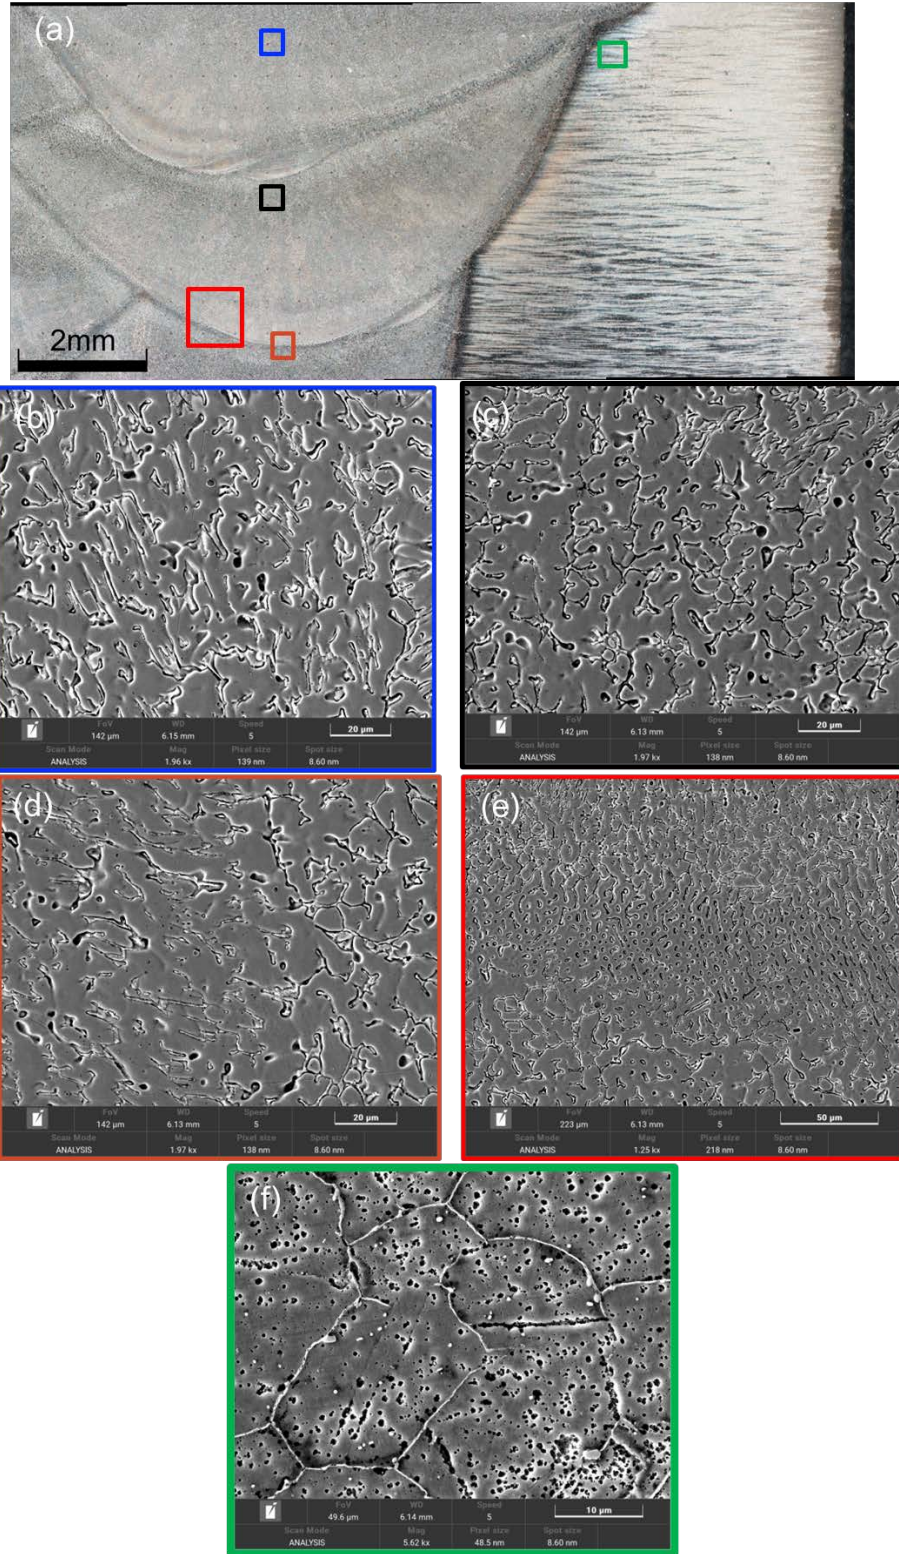 (a)
2mm
(b)
FoV WD Speed
142 µm 6.15 mm 5 20 µm
Scan Mode Mag Pixel size Spot size
ANALYSIS 1.96 kx 139 nm 8.60 nm
(c)
FoV WD Speed
142 µm 6.13 mm 5 20 µm
Scan Mode Mag Pixel size Spot size
ANALYSIS 1.97 kx 138 nm 8.60 nm
(d)
FoV WD Speed
142 µm 6.13 mm 5 20 µm
Scan Mode Mag Pixel size Spot size
ANALYSIS 1.97 kx 138 nm 8.60 nm
(e)
FoV WD Speed
223 µm 6.13 mm 5 50 µm
Scan Mode Mag Pixel size Spot size
ANALYSIS 1.25 kx 218 nm 8.60 nm
(f)
FoV WD Speed
49.6 µm 6.14 mm 5 10 µm
Scan Mode Mag Pixel size Spot size
ANALYSIS 5.62 kx 48.5 nm 8.60 nm